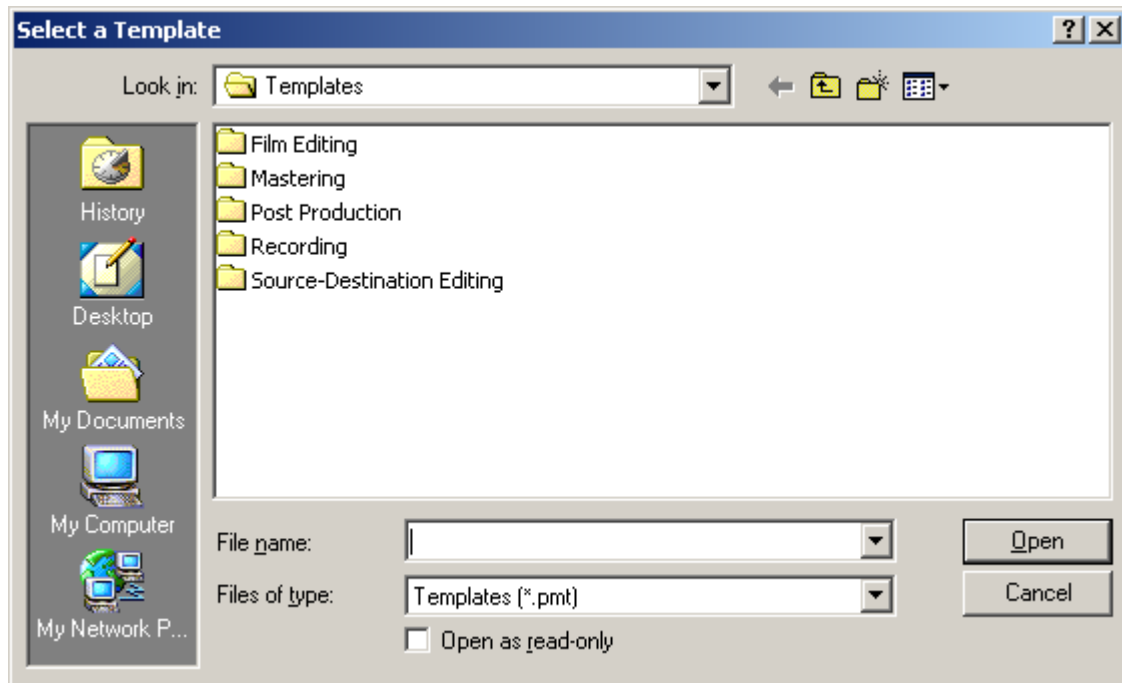 Select a Template
Look in: Templates
Film Editing
Mastering
Post Production
Recording
Source-Destination Editing
History
Desktop
My Documents
My Computer
My Network P...
File name:
Open
Files of type: Templates (*.pmt)
Cancel
Open as read-only